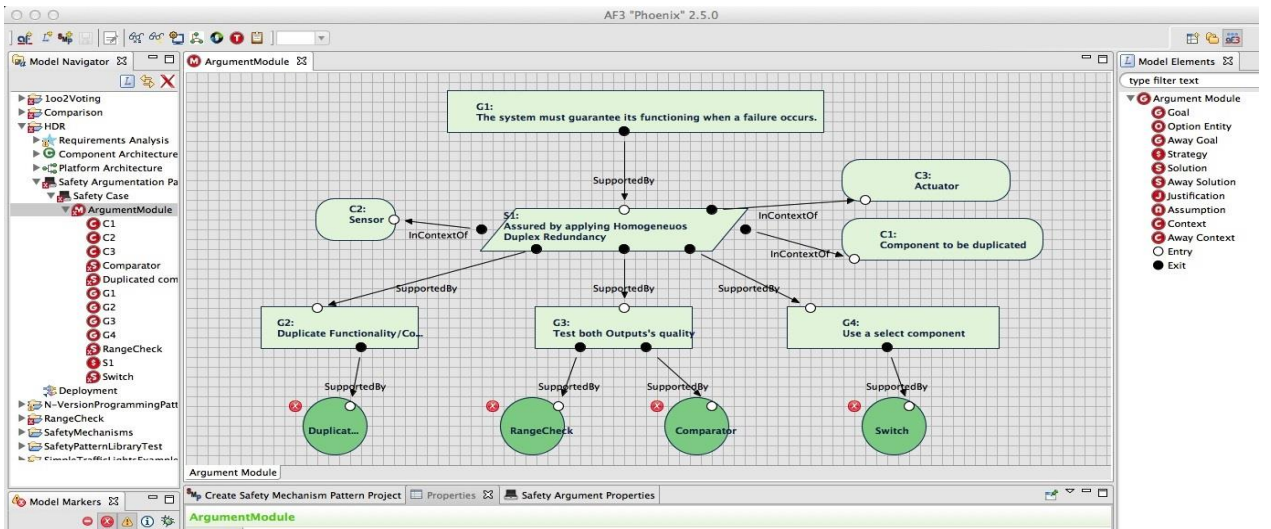 AF3 "Phoenix" 2.5.0
Model Navigator
1oo2Voting
Comparison
HDR
Requirements Analysis
Component Architecture
Platform Architecture
Safety Argumentation Pa
Safety Case
ArgumentModule
C1
C2
C3
Comparator
Duplicated com
G1
G2
G3
G4
RangeCheck
S1
Switch
Deployment
N-VersionProgrammingPatt
RangeCheck
SafetyMechanisms
SafetyPatternLibraryTest
SimpleTrafficLightsExample
Model Markers
ArgumentModule
G1:
The system must guarantee its functioning when a failure occurs.
SupportedBy
C3:
Actuator
C2:
Sensor
InContextOf
S1:
Assured by applying Homogeneuos
Duplex Redundancy
InContextOf
C1:
Component to be duplicated
InContextOf
SupportedBy
SupportedBy
SupportedBy
G2:
Duplicate Functionality/Co...
G3:
Test both Outputs's quality
G4:
Use a select component
SupportedBy
SupportedBy
SupportedBy
SupportedBy
Duplicat...
RangeCheck
Comparator
Switch
Argument Module
Create Safety Mechanism Pattern Project
Properties
Safety Argument Properties
ArgumentModule
Model Elements
type filter text
Argument Module
Goal
Option Entity
Away Goal
Strategy
Solution
Away Solution
Justification
Assumption
Context
Away Context
Entry
Exit